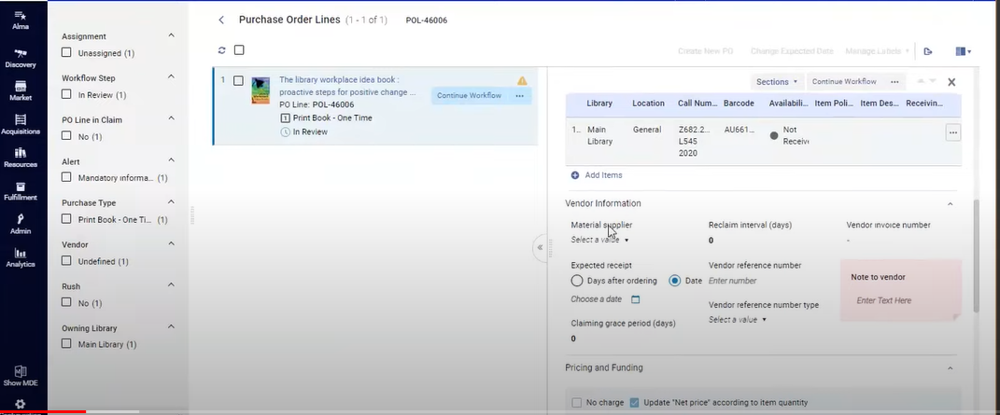 Alma
Discovery
Market
Acquisitions
Resources
Fulfillment
Admin
Analytics
Show MDE
Assignment
Unassigned (1)
Workflow Step
In Review (1)
PO Line in Claim
No (1)
Alert
Mandatory informa... (1)
Purchase Type
Print Book - One Ti... (1)
Vendor
Undefined (1)
Rush
No (1)
Owning Library
Main Library (1)
Purchase Order Lines (1 - 1 of 1) POL-46006
Create New PO Change Expected Date Manage Labels
1 The library workplace idea book :
proactive steps for positive change ...
PO Line: POL-46006
Print Book - One Time
In Review
Continue Workflow ...
Sections Continue Workflow ...
Library Location Call Num... Barcode Availabili... Item Poli... Item Des... Receivin...
1.. Main Library General Z682.2... L545 2020 AU661... Not Receive ...
Add Items
Vendor Information
Material supplier Reclaim interval (days) Vendor invoice number
Select a value 0 -
Expected receipt Vendor reference number Note to vendor
Days after ordering Date Enter number
Choose a date Enter Text Here
Vendor reference number type
Select a value
Claiming grace period (days)
0
Pricing and Funding
No charge Update "Net price" according to item quantity